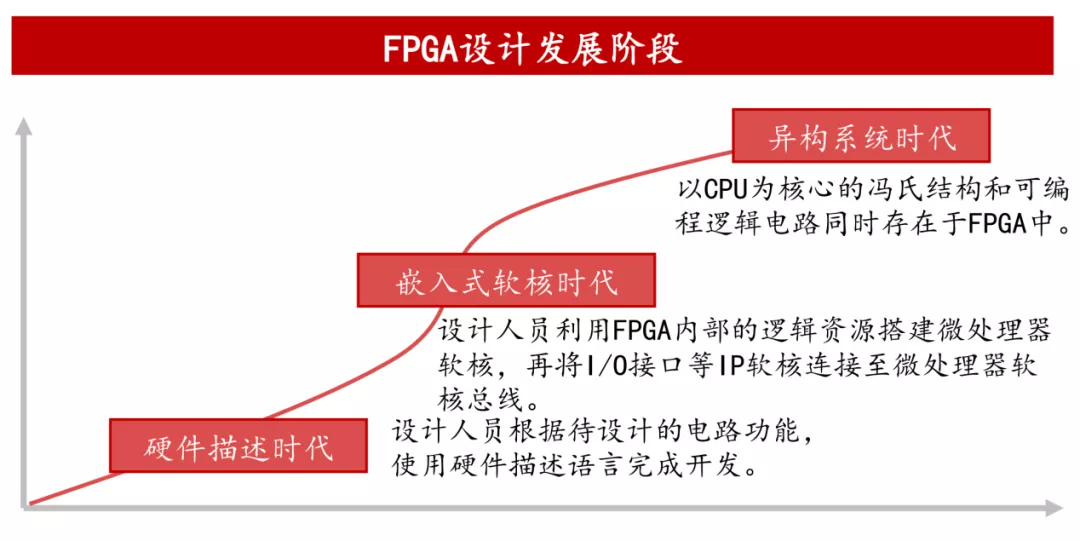 FPGA设计发展阶段
异构系统时代
以CPU为核心的冯氏结构和可编
程逻辑电路同时存在于FPGA中。
嵌入式软核时代
设计人员利用FPGA内部的逻辑资源搭建微处理器
软核，再将I/O接口等IP软核连接至微处理器软
核总线。
硬件描述时代
设计人员根据待设计的电路功能，
使用硬件描述语言完成开发。